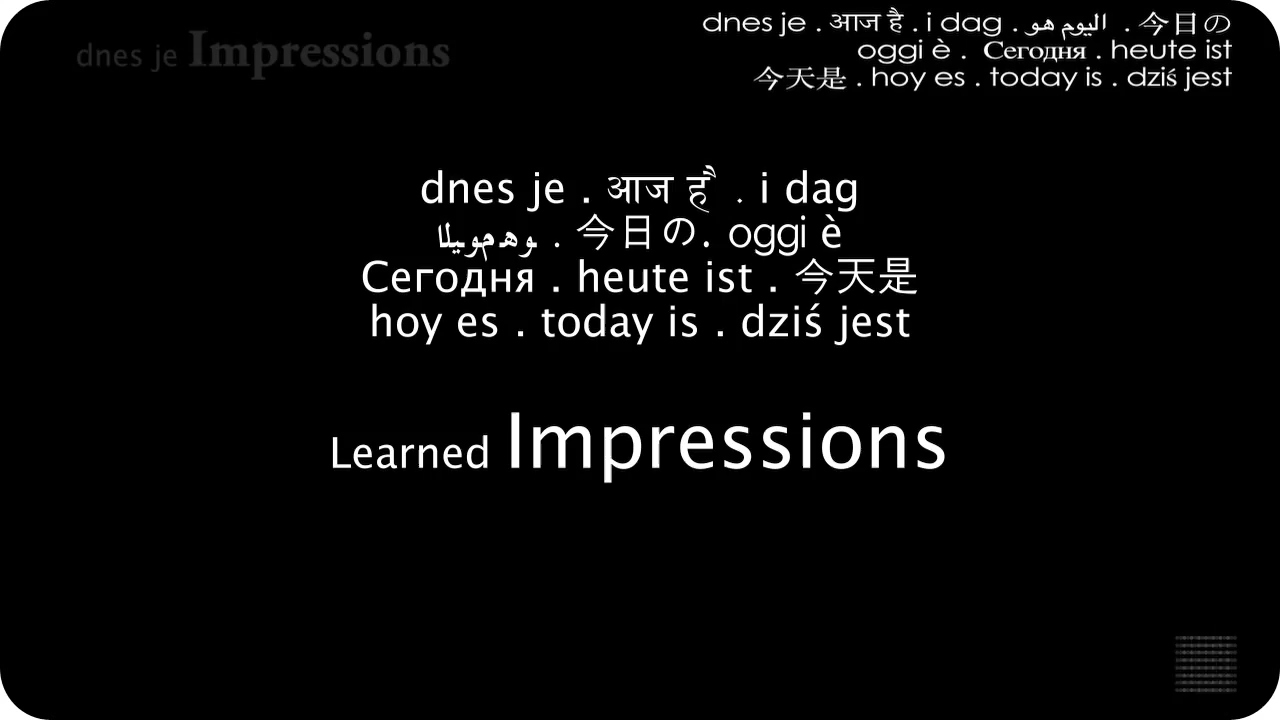 dnes je Impressions
dnes je . आज है . i dag . اليوم هو . 今日の
oggi è . Сегодня . heute ist
今天是 . hoy es . today is . dziś jest
dnes je . आज है . i dag
وه مويلا . 今日の. oggi è
Сегодня . heute ist . 今天是
hoy es . today is . dziś jest
Learned Impressions